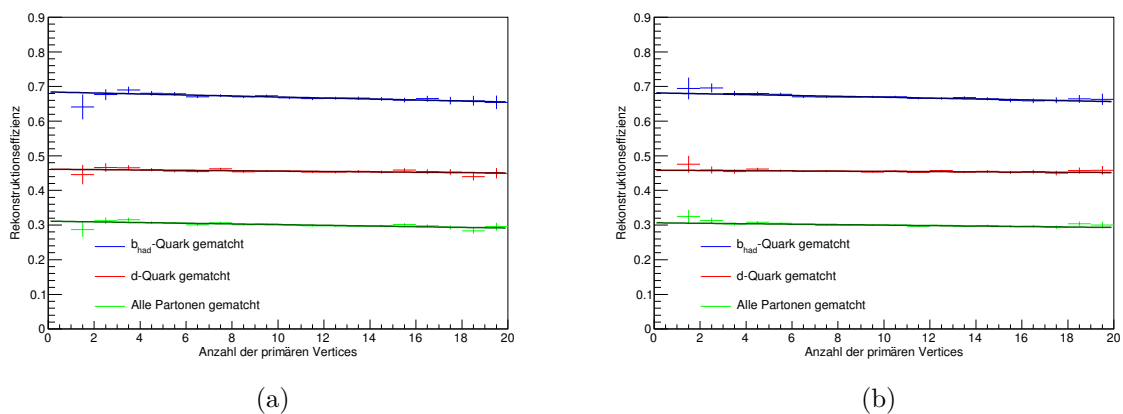 Rekonstruktionseffizienz
0.9
0.8
0.7
0.6
0.5
0.4
0.3
0.2
0.1
0
b_had-Quark gematcht
d-Quark gematcht
Alle Partonen gematcht
0 2 4 6 8 10 12 14 16 18 20
Anzahl der primären Vertices
(a)
Rekonstruktionseffizienz
0.9
0.8
0.7
0.6
0.5
0.4
0.3
0.2
0.1
0
b_had-Quark gematcht
d-Quark gematcht
Alle Partonen gematcht
0 2 4 6 8 10 12 14 16 18 20
Anzahl der primären Vertices
(b)